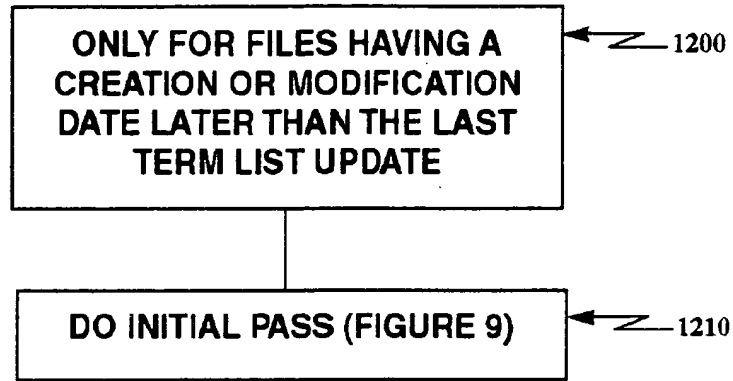 ONLY FOR FILES HAVING A
CREATION OR MODIFICATION
DATE LATER THAN THE LAST
TERM LIST UPDATE
1200
DO INITIAL PASS (FIGURE 9)
1210